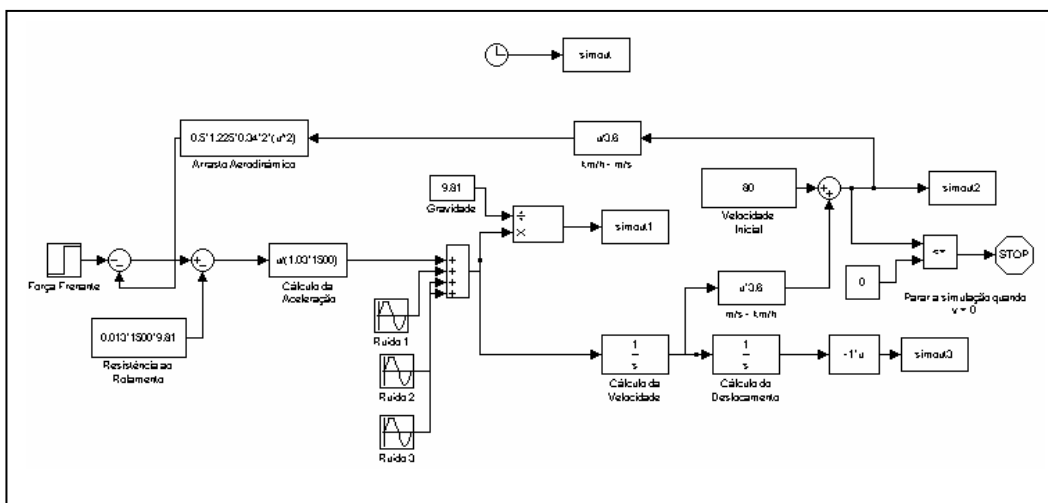 simout
0.5*1.225*0.34*2*(u^2)
Arrasto Aerodinâmico
u/3.6
km/h - m/s
9.81
Gravidade
÷
×
simout1
80
Velocidade
Inicial
+
+
simout2
<=
STOP
0
Parar a simulação quando
v = 0
Força Frenante
−
+
−
u/(1.03*1500)
Cálculo da
Aceleração
+
+
+
+
0.013*1500*9.81
Resistência ao
Rolamento
Ruído 1
Ruído 2
Ruído 3
u*3.6
m/s - km/h
1
s
Cálculo da
Velocidade
1
s
Cálculo do
Deslocamento
-1*u
simout3